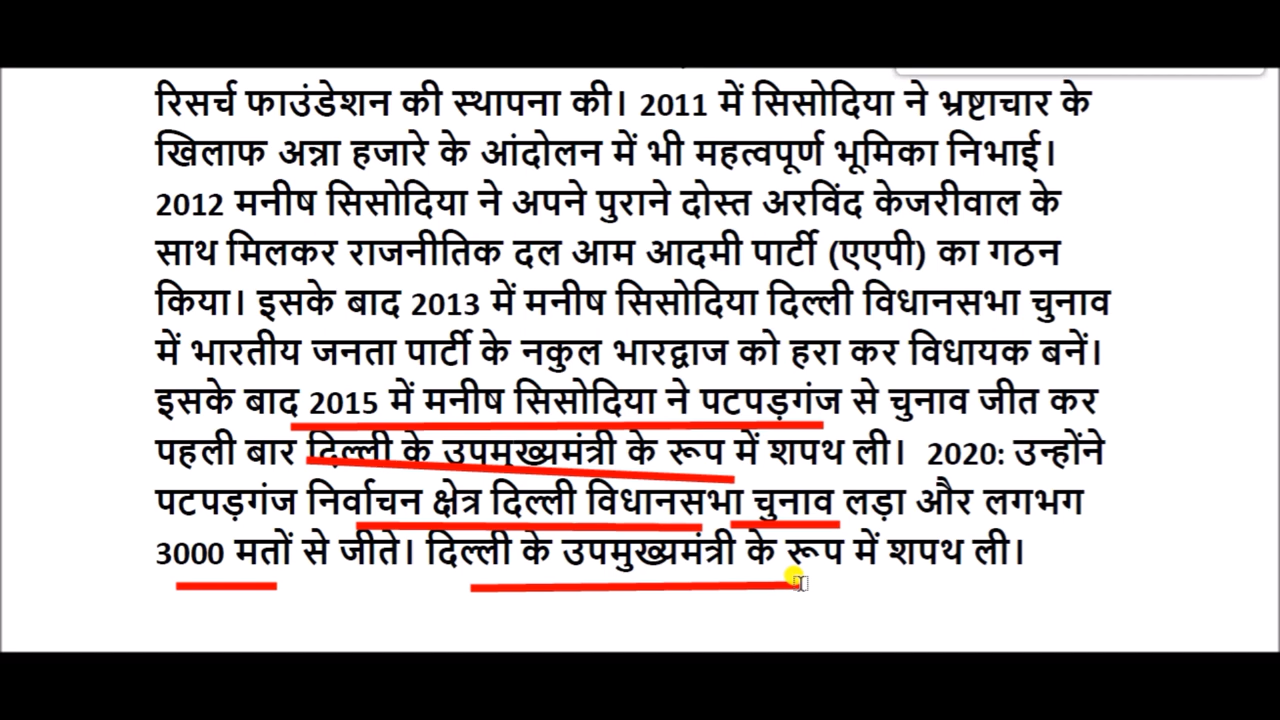 रिसर्च फाउंडेशन की स्थापना की। 2011 में सिसोदिया ने भ्रष्टाचार के
खिलाफ अन्ना हजारे के आंदोलन में भी महत्वपूर्ण भूमिका निभाई।
2012 मनीष सिसोदिया ने अपने पुराने दोस्त अरविंद केजरीवाल के
साथ मिलकर राजनीतिक दल आम आदमी पार्टी (एएपी) का गठन
किया। इसके बाद 2013 में मनीष सिसोदिया दिल्ली विधानसभा चुनाव
में भारतीय जनता पार्टी के नकुल भारद्वाज को हरा कर विधायक बनें।
इसके बाद 2015 में मनीष सिसोदिया ने पटपड़गंज से चुनाव जीत कर
पहली बार दिल्ली के उपमुख्यमंत्री के रूप में शपथ ली। 2020: उन्होंने
पटपड़गंज निर्वाचन क्षेत्र दिल्ली विधानसभा चुनाव लड़ा और लगभग
3000 मतों से जीते। दिल्ली के उपमुख्यमंत्री के रूप में शपथ ली।